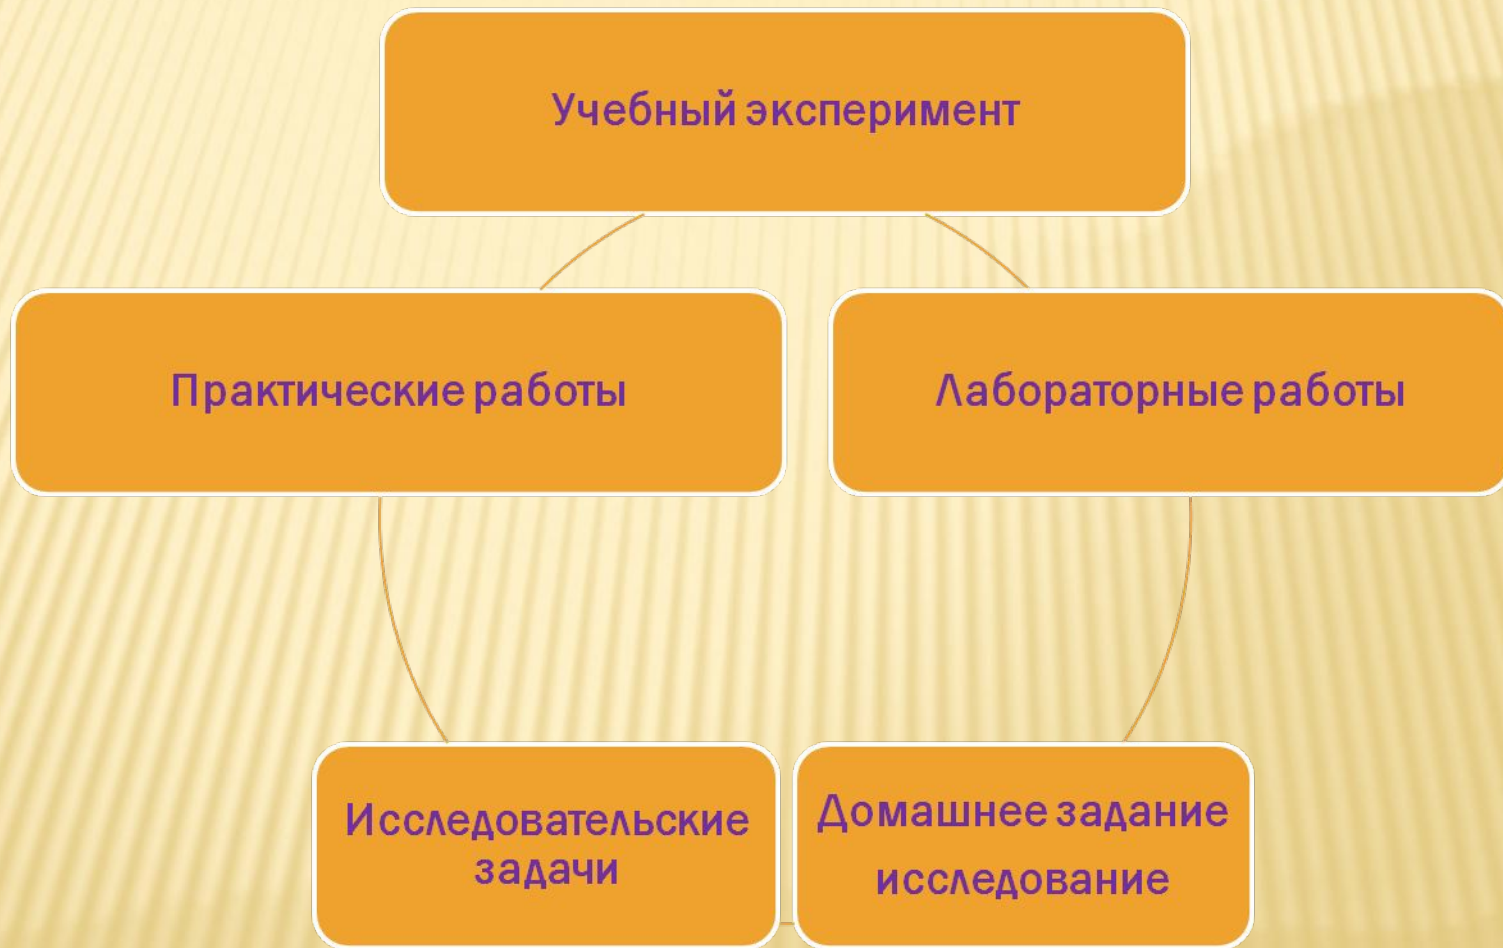 Учебный эксперимент
Практические работы
Лабораторные работы
Исследовательские
задачи
Домашнее задание
исследование